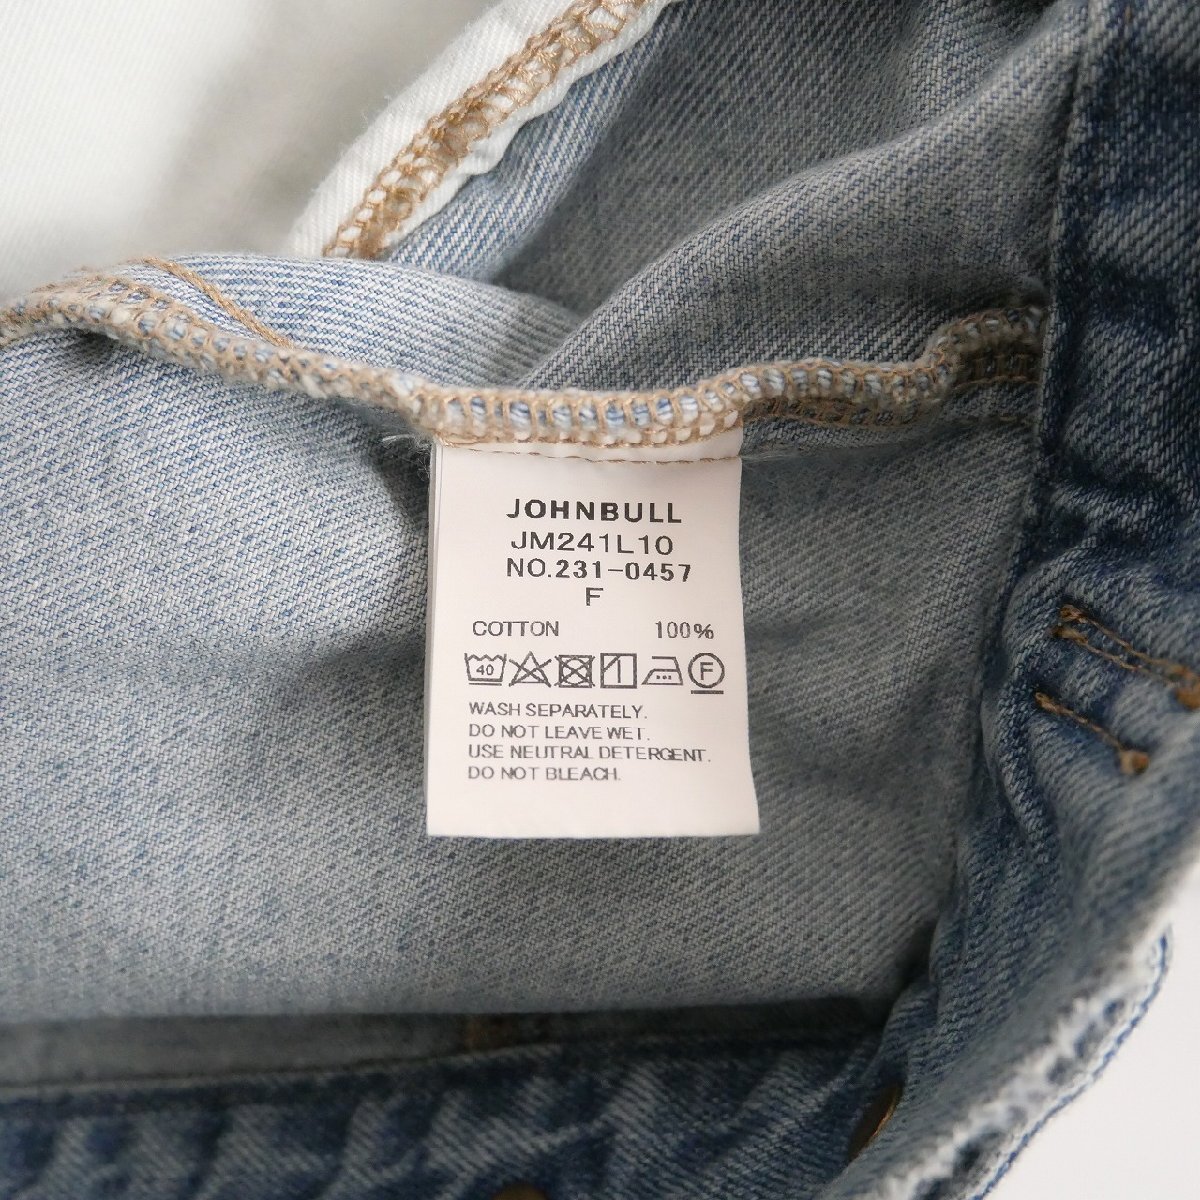 JOHNBULL
JM241L10
NO.231-0457
F
COTTON 100%
40 F
WASH SEPARATELY.
DO NOT LEAVE WET.
USE NEUTRAL DETERGENT.
DO NOT BLEACH.